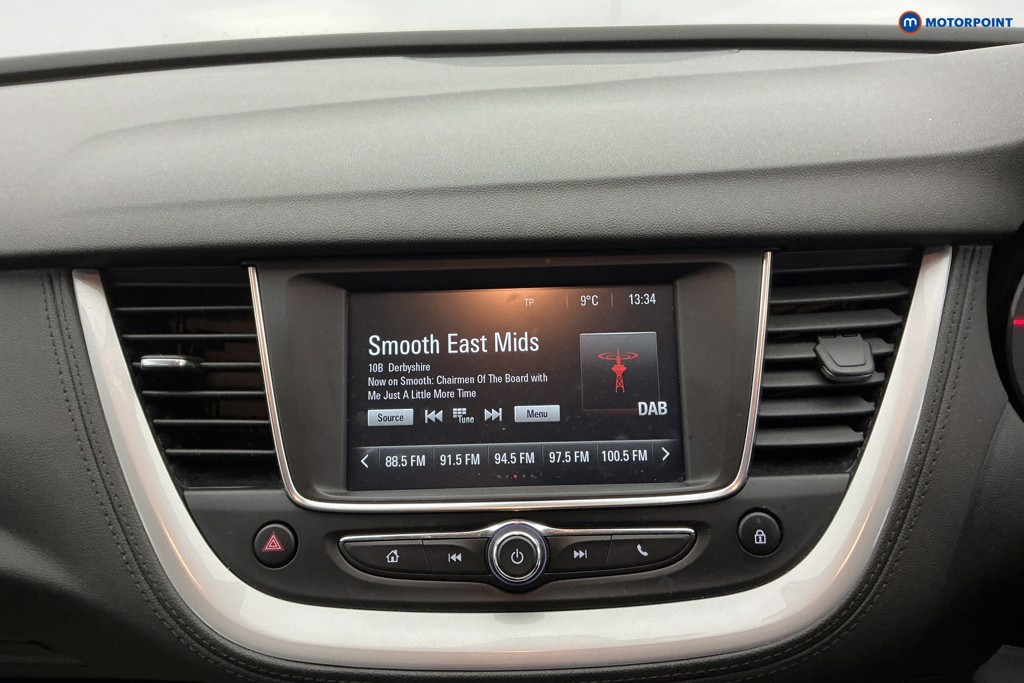 m MOTORPOINT
TP 9°C 13:34
Smooth East Mids
10B Derbyshire
Now on Smooth: Chairmen Of The Board with
Me Just A Little More Time
DAB
Source Tune Menu
88.5 FM 91.5 FM 94.5 FM 97.5 FM 100.5 FM